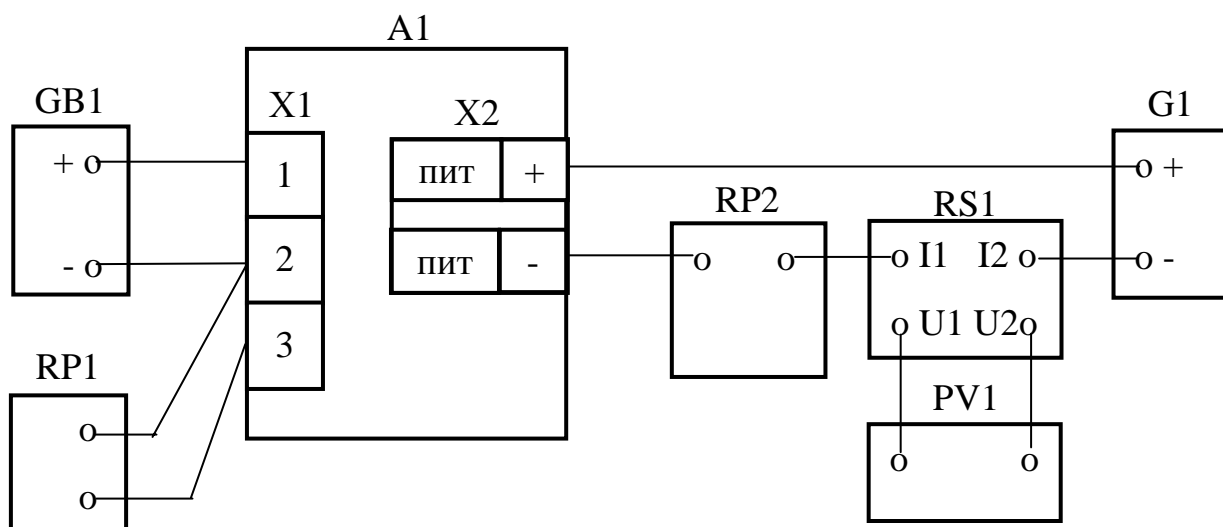 A1
GB1
X1
X2
G1
+ o
1
пит
+
o +
RP2
RS1
- o
2
пит
-
o
o
o I1
I2 o
o -
3
o U1
U2o
RP1
PV1
o
o
o
o